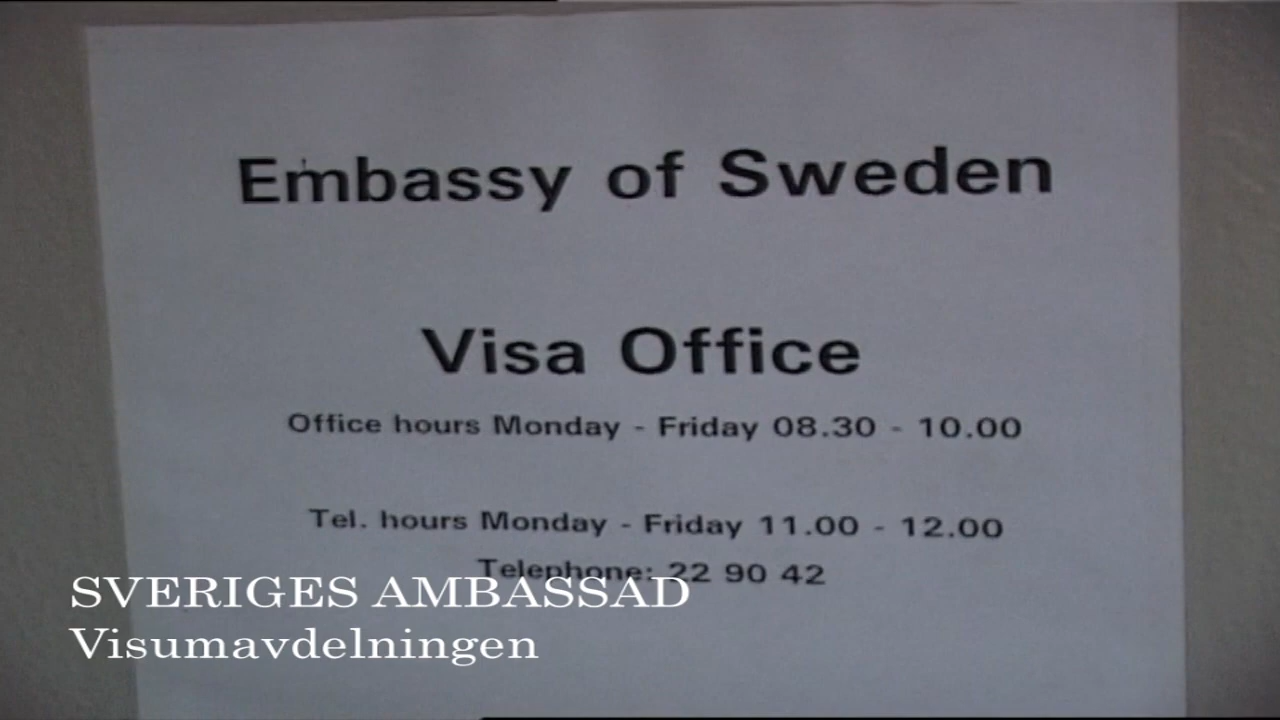 Embassy of Sweden
Visa Office
Office hours Monday - Friday 08.30 - 10.00
Tel. hours Monday - Friday 11.00 - 12.00
Telephone: 22 90 42
SVERIGES AMBASSAD
Visumavdelningen